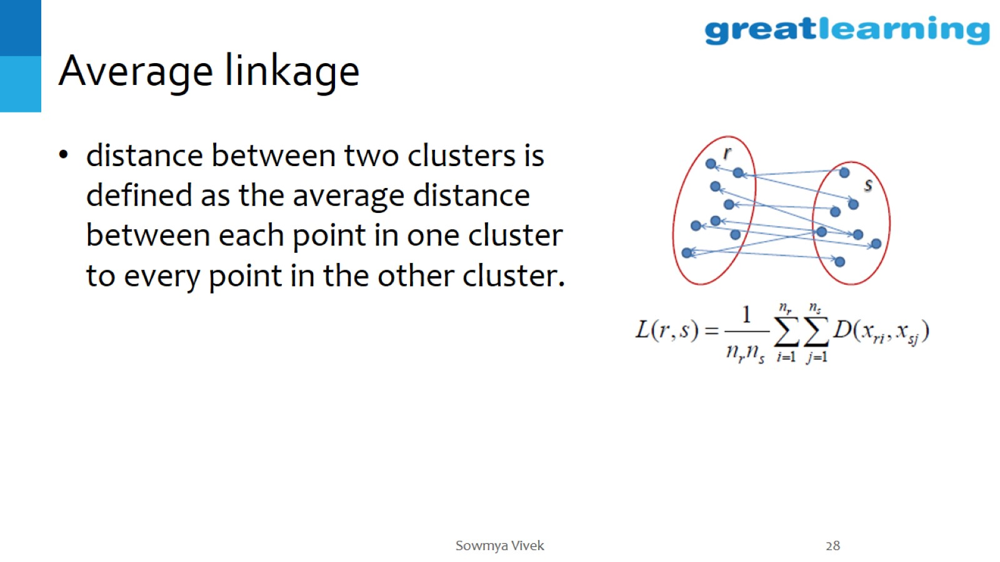 greatlearning
Average linkage
• distance between two clusters is
defined as the average distance
between each point in one cluster
to every point in the other cluster.
r
s
L(r,s) = \frac{1}{n_r n_s} \sum_{i=1}^{n_r} \sum_{j=1}^{n_s} D(x_{ri}, x_{sj})
Sowmya Vivek
28